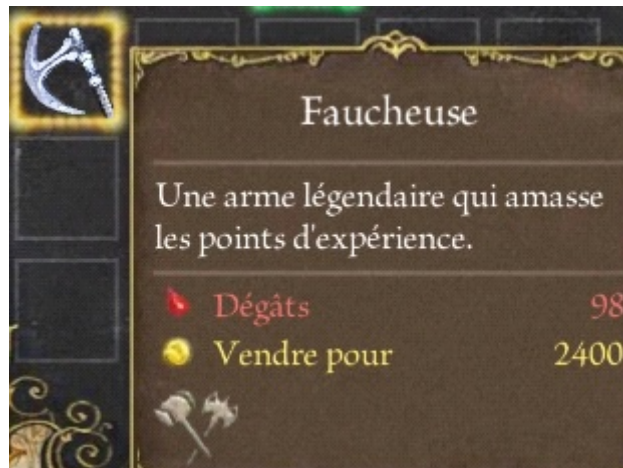 Faucheuse
Une arme légendaire qui amasse
les points d'expérience.
Dégâts 98
Vendre pour 2400